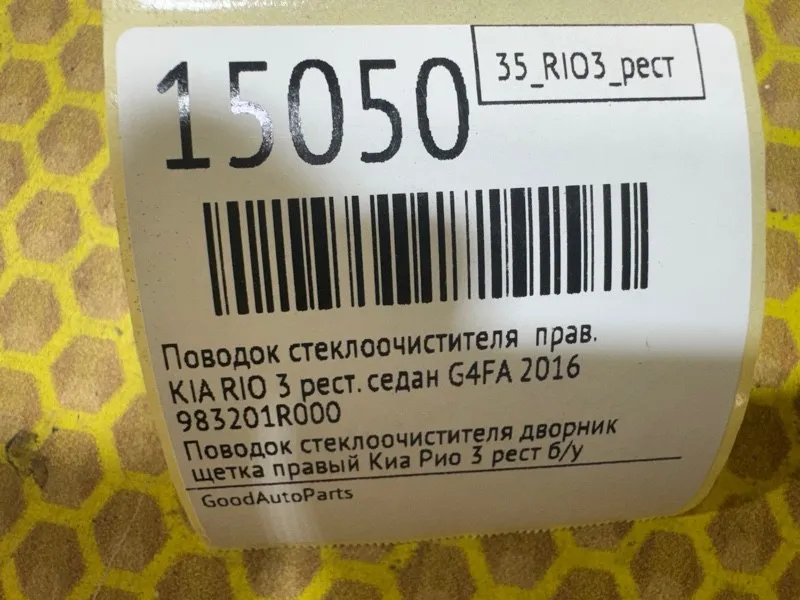 15050
35_RIO3_рест
Поводок стеклоочистителя прав.
KIA RIO 3 рест. седан G4FA 2016
983201R000
Поводок стеклоочистителя дворник
щетка правый Киа Рио 3 рест б/у
GoodAutoParts